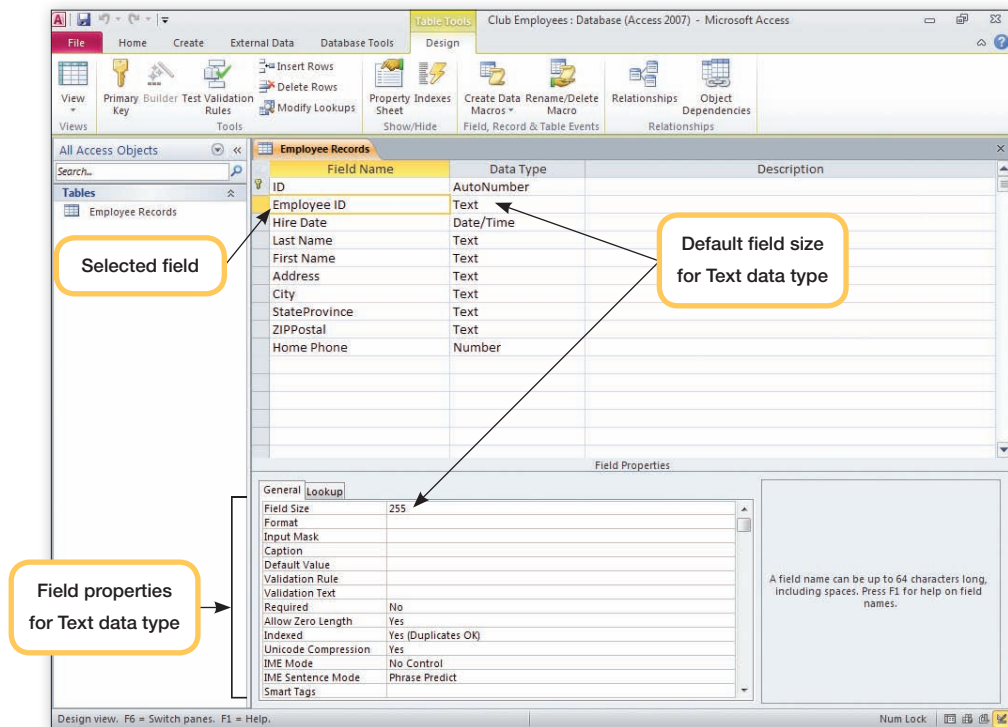 A
Table Tools
Club Employees : Database (Access 2007) - Microsoft Access
File Home Create External Data Database Tools Design
View
Views
Primary Key
Builder
Test Validation Rules
Insert Rows
Delete Rows
Modify Lookups
Tools
Property Sheet
Indexes
Show/Hide
Create Data Macros
Rename/Delete Macro
Field, Record & Table Events
Relationships
Object Dependencies
Relationships
All Access Objects
Search...
Tables
Employee Records
Employee Records
Field Name Data Type Description
ID AutoNumber
Employee ID Text
Hire Date Date/Time
Last Name Text
First Name Text
Address Text
City Text
StateProvince Text
ZIPPostal Text
Home Phone Number
Selected field
Default field size
for Text data type
Field Properties
General Lookup
Field Size 255
Format
Input Mask
Caption
Default Value
Validation Rule
Validation Text
Required No
Allow Zero Length Yes
Indexed Yes (Duplicates OK)
Unicode Compression Yes
IME Mode No Control
IME Sentence Mode Phrase Predict
Smart Tags
Field properties
for Text data type
A field name can be up to 64 characters long,
including spaces. Press F1 for help on field
names.
Design view. F6 = Switch panes. F1 = Help.
Num Lock